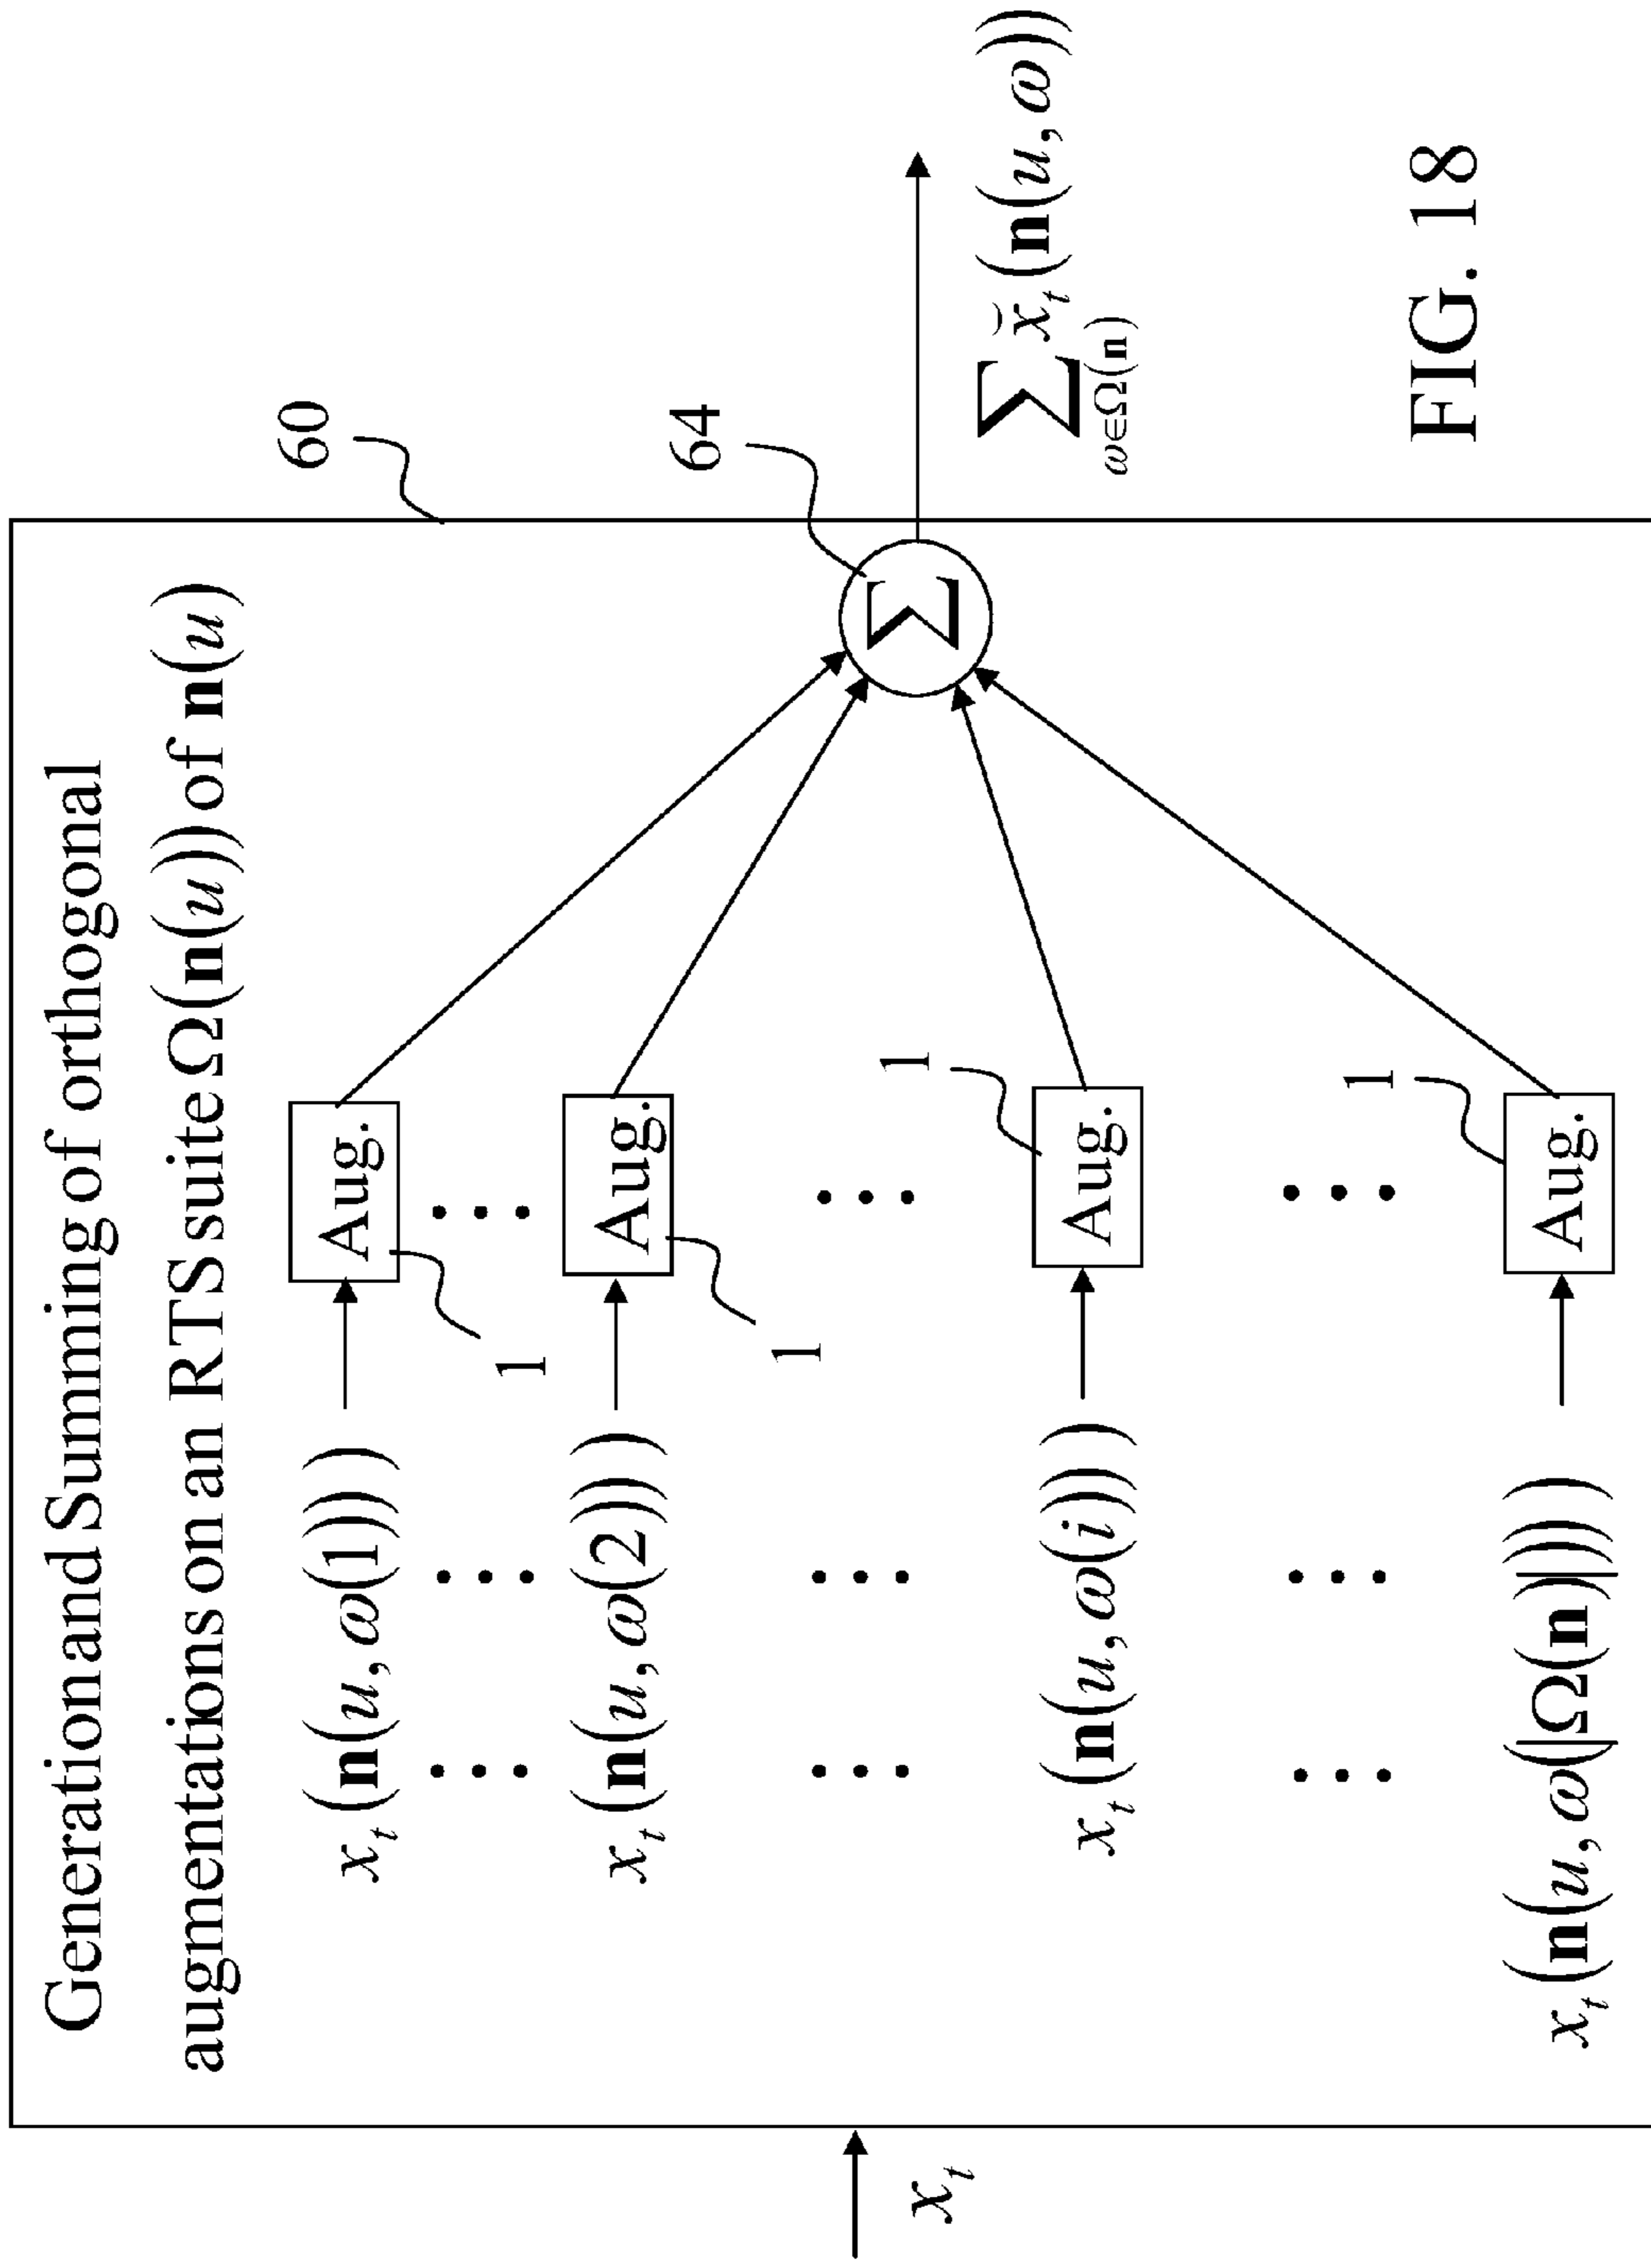 Generation and Summing of orthogonal
augmentations on an RTS suite Ω(n(u)) of n(u)
60
x_t
x_t(n(u, ω(1)))
Aug.
1
x_t(n(u, ω(2)))
Aug.
1
x_t(n(u, ω(i)))
Aug.
1
x_t(n(u, ω(|Ω(n)|)))
Aug.
1
Σ
64
∑_{ω∈Ω(n)} x̆_t(n(u, ω))
FIG. 18